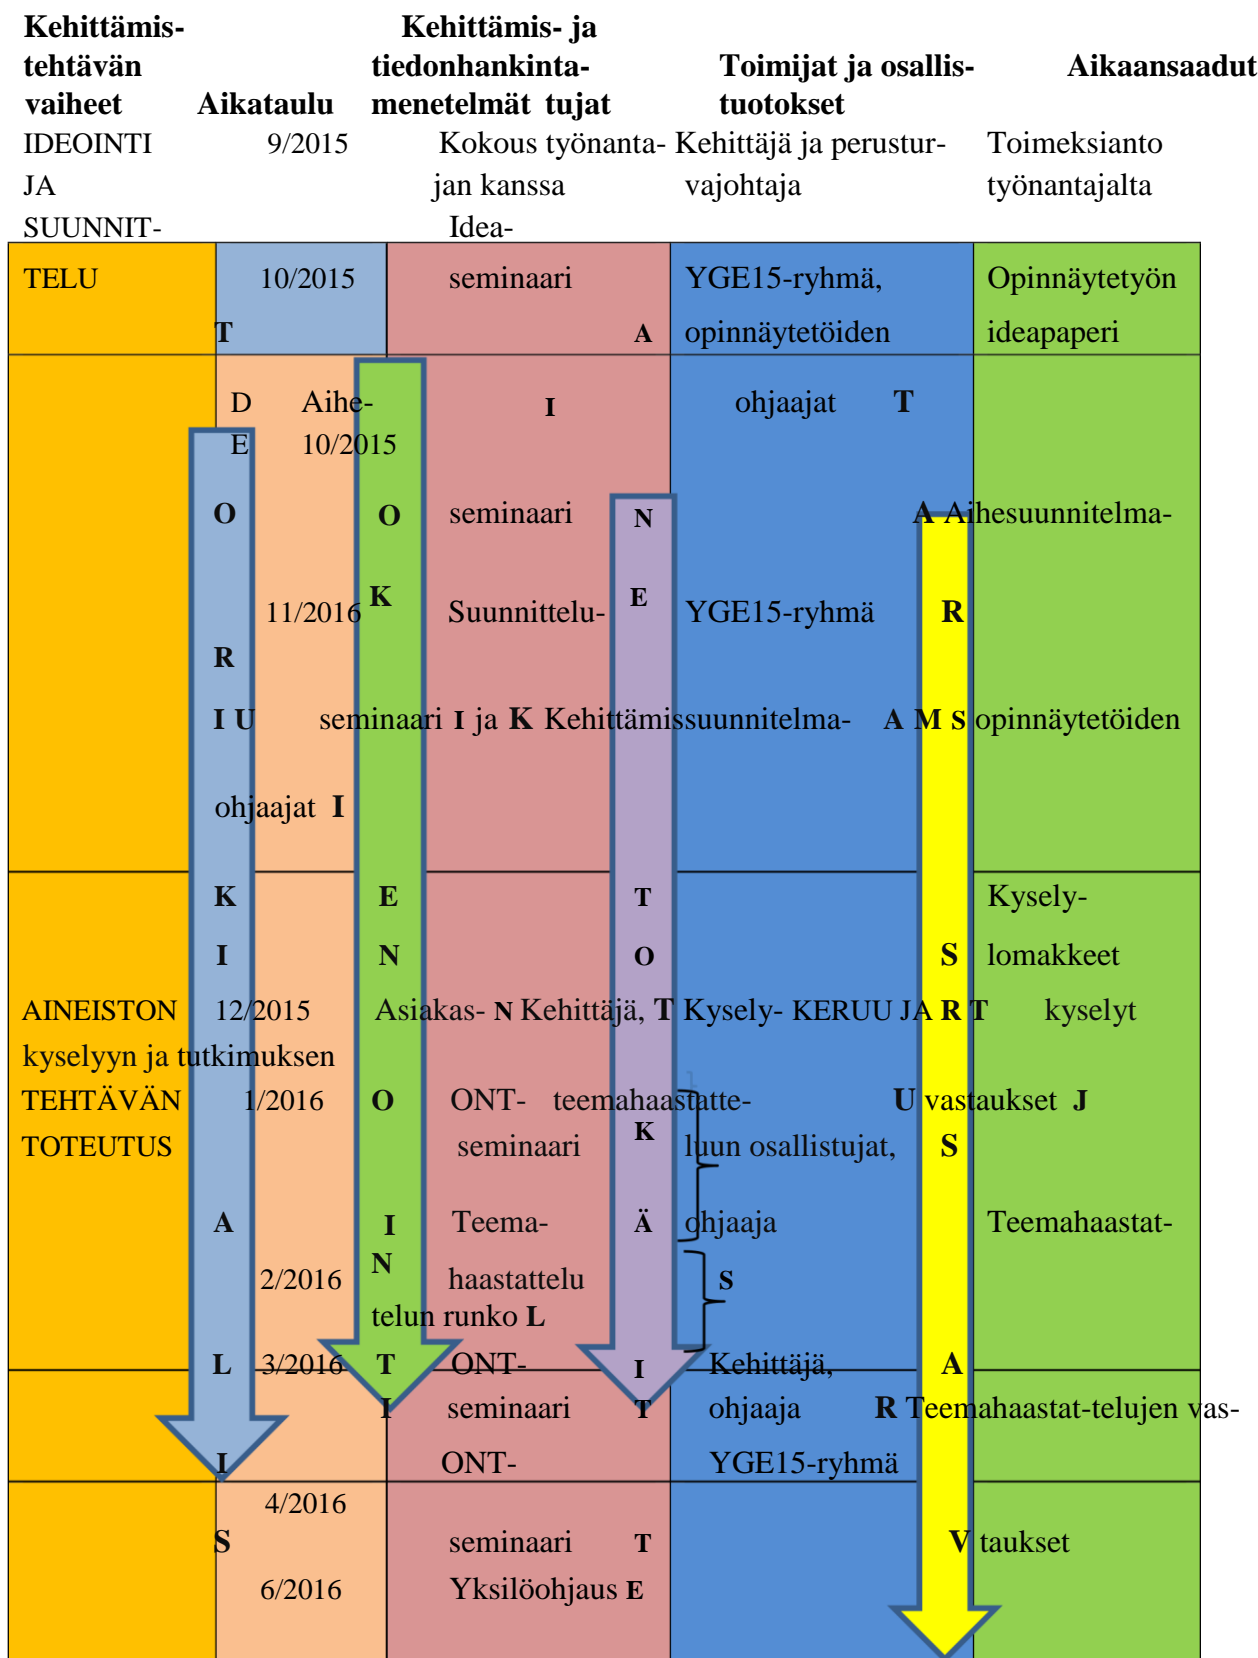 Kehittämis- Kehittämis- ja
tehtävän tiedonhankinta- Toimijat ja osallis- Aikaansaadut
vaiheet Aikataulu menetelmät tujat tuotokset
IDEOINTI 9/2015 Kokous työnanta- Kehittäjä ja perustur- Toimeksianto
JA jan kanssa vajohtaja työnantajalta
SUUNNIT- Idea-
TELU 10/2015 seminaari YGE15-ryhmä, Opinnäytetyön
T A opinnäytetöiden ideapaperi
D Aihe- I ohjaajat T
E 10/2015
O O seminaari N A Aihesuunnitelma-
K E
11/2016 Suunnittelu- YGE15-ryhmä R
R
I U seminaari I ja K Kehittämissuunnitelma- A M S opinnäytetöiden
ohjaajat I
K E T Kysely-
I N O S lomakkeet
AINEISTON 12/2015 Asiakas- N Kehittäjä, T Kysely- KERUU JA R T kyselyt
kyselyyn ja tutkimuksen
TEHTÄVÄN 1/2016 O ONT- teemahaastatte- U vastaukset J
K
TOTEUTUS seminaari luun osallistujat, S
A I Teema- Ä ohjaaja Teemahaastat-
N
2/2016 haastattelu S
telun runko L
L 3/2016 T ONT- I Kehittäjä, A
I seminaari T ohjaaja R Teemahaastat-telujen vas-
I ONT- YGE15-ryhmä
4/2016
S seminaari T V taukset
6/2016 Yksilöohjaus E